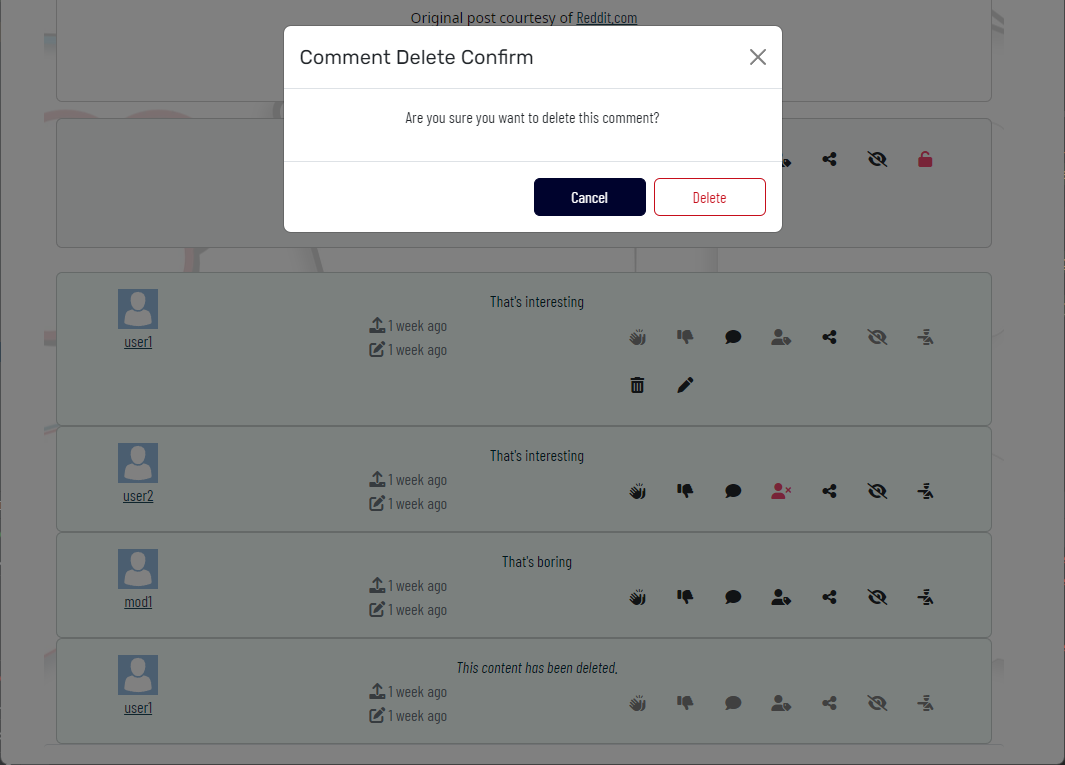 Original post courtesy of Reddit.com
Comment Delete Confirm
Are you sure you want to delete this comment?
Cancel
Delete
That's interesting
user1
1 week ago
1 week ago
That's interesting
user2
1 week ago
1 week ago
That's boring
mod1
1 week ago
1 week ago
This content has been deleted.
user1
1 week ago
1 week ago